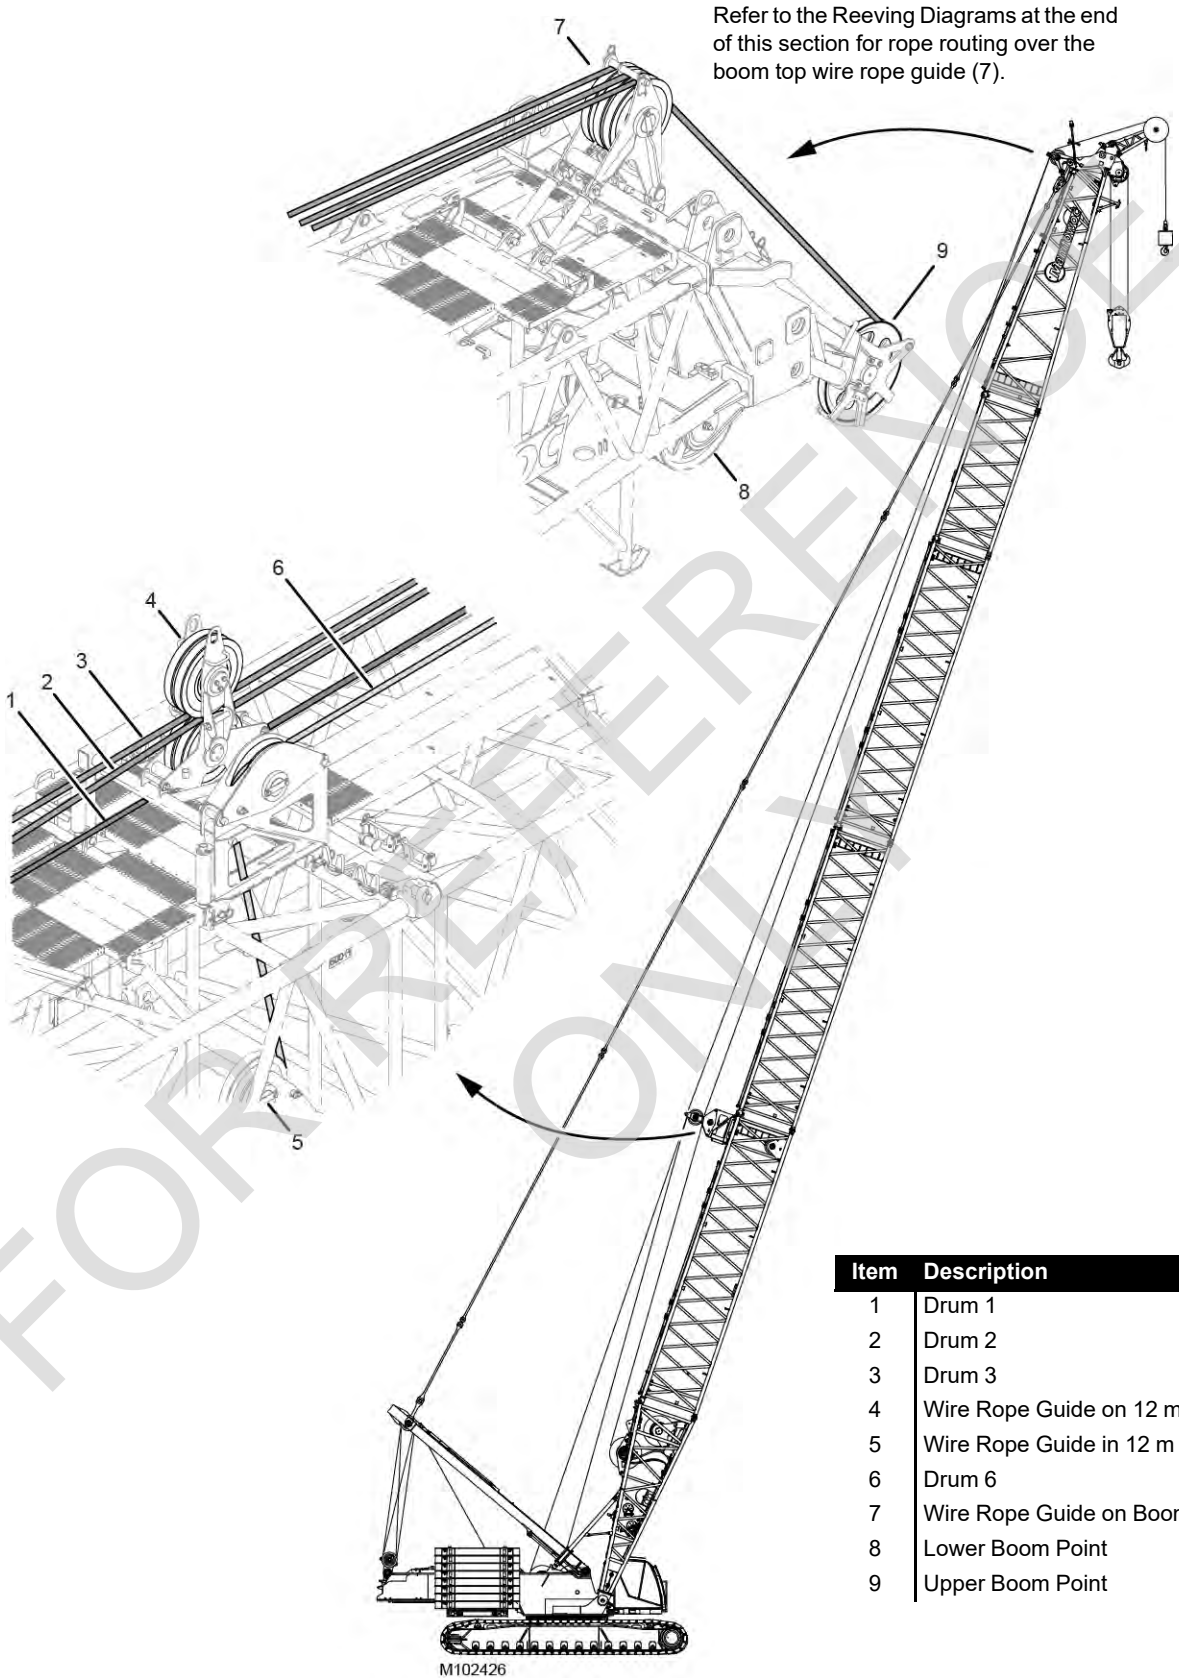 Refer to the Reeving Diagrams at the end
of this section for rope routing over the
boom top wire rope guide (7).
7
9
8
6
4
3
2
1
5
FOR REFERENCE
ONLY
Item Description
1 Drum 1
2 Drum 2
3 Drum 3
4 Wire Rope Guide on 12 m
5 Wire Rope Guide in 12 m
6 Drum 6
7 Wire Rope Guide on Boom
8 Lower Boom Point
9 Upper Boom Point
M102426